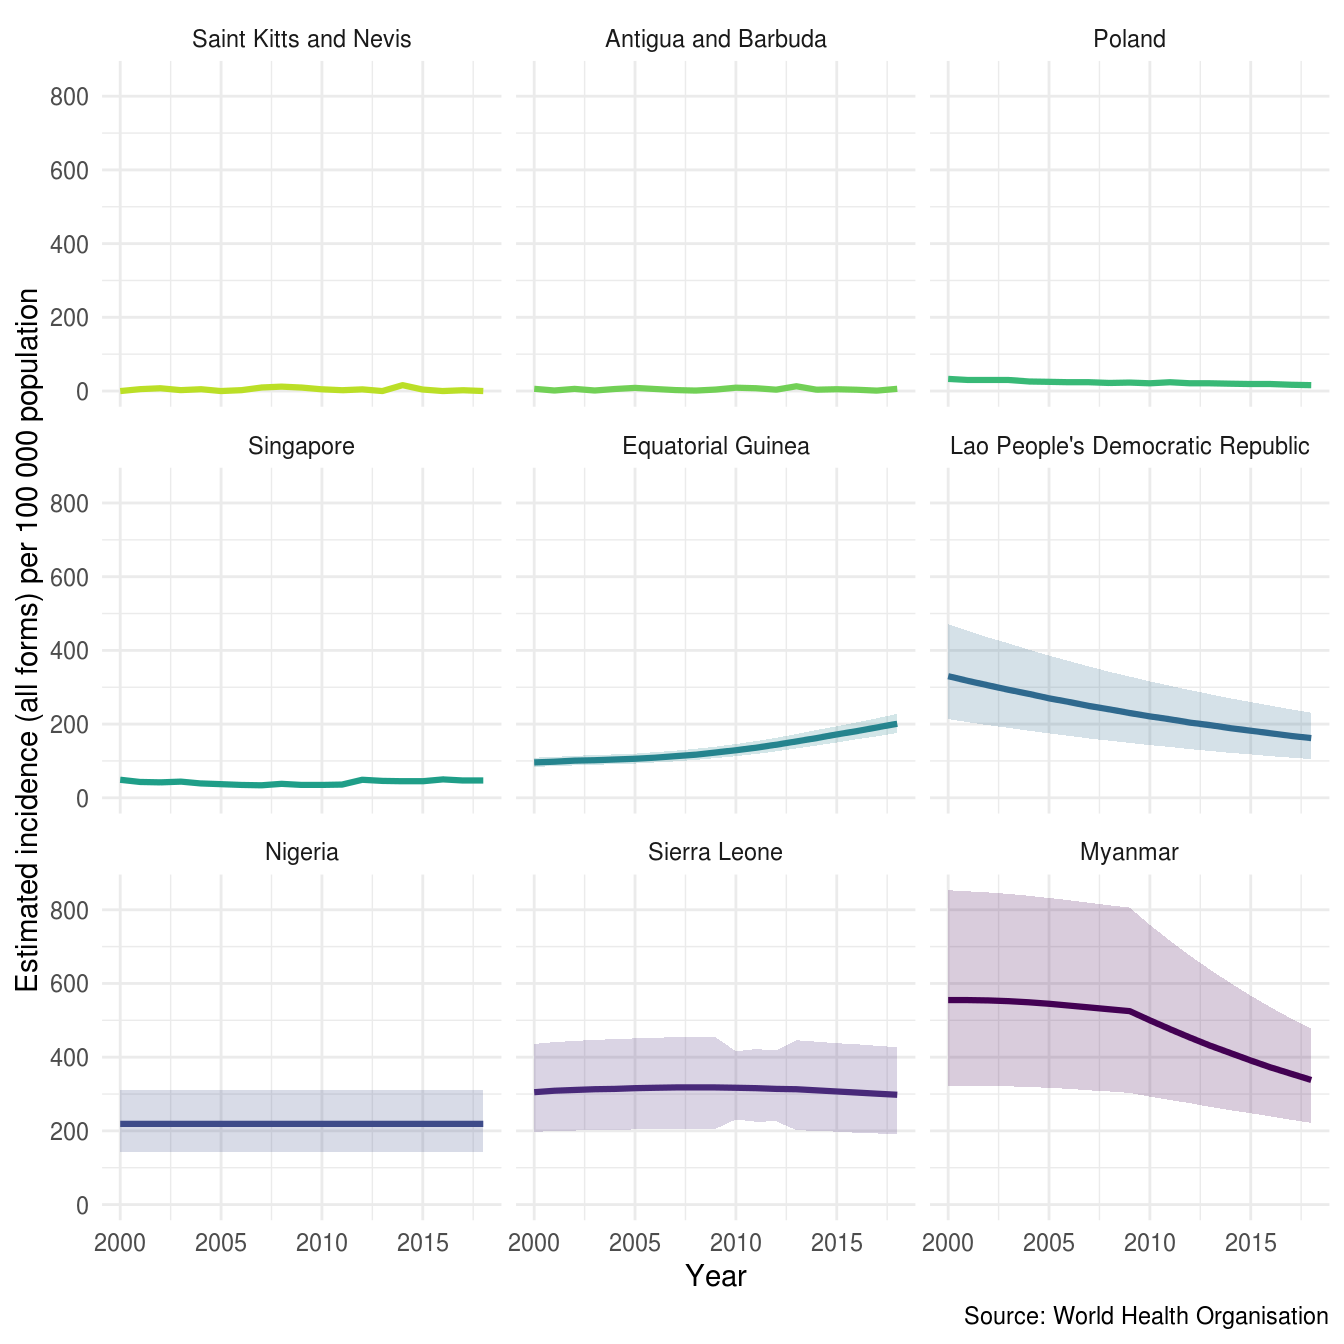 Saint Kitts and Nevis
Antigua and Barbuda
Poland
800
600
400
200
0
Singapore
Equatorial Guinea
Lao People's Democratic Republic
800
600
400
200
0
Nigeria
Sierra Leone
Myanmar
800
600
400
200
0
2000 2005 2010 2015
2000 2005 2010 2015
2000 2005 2010 2015
Estimated incidence (all forms) per 100 000 population
Year
Source: World Health Organisation